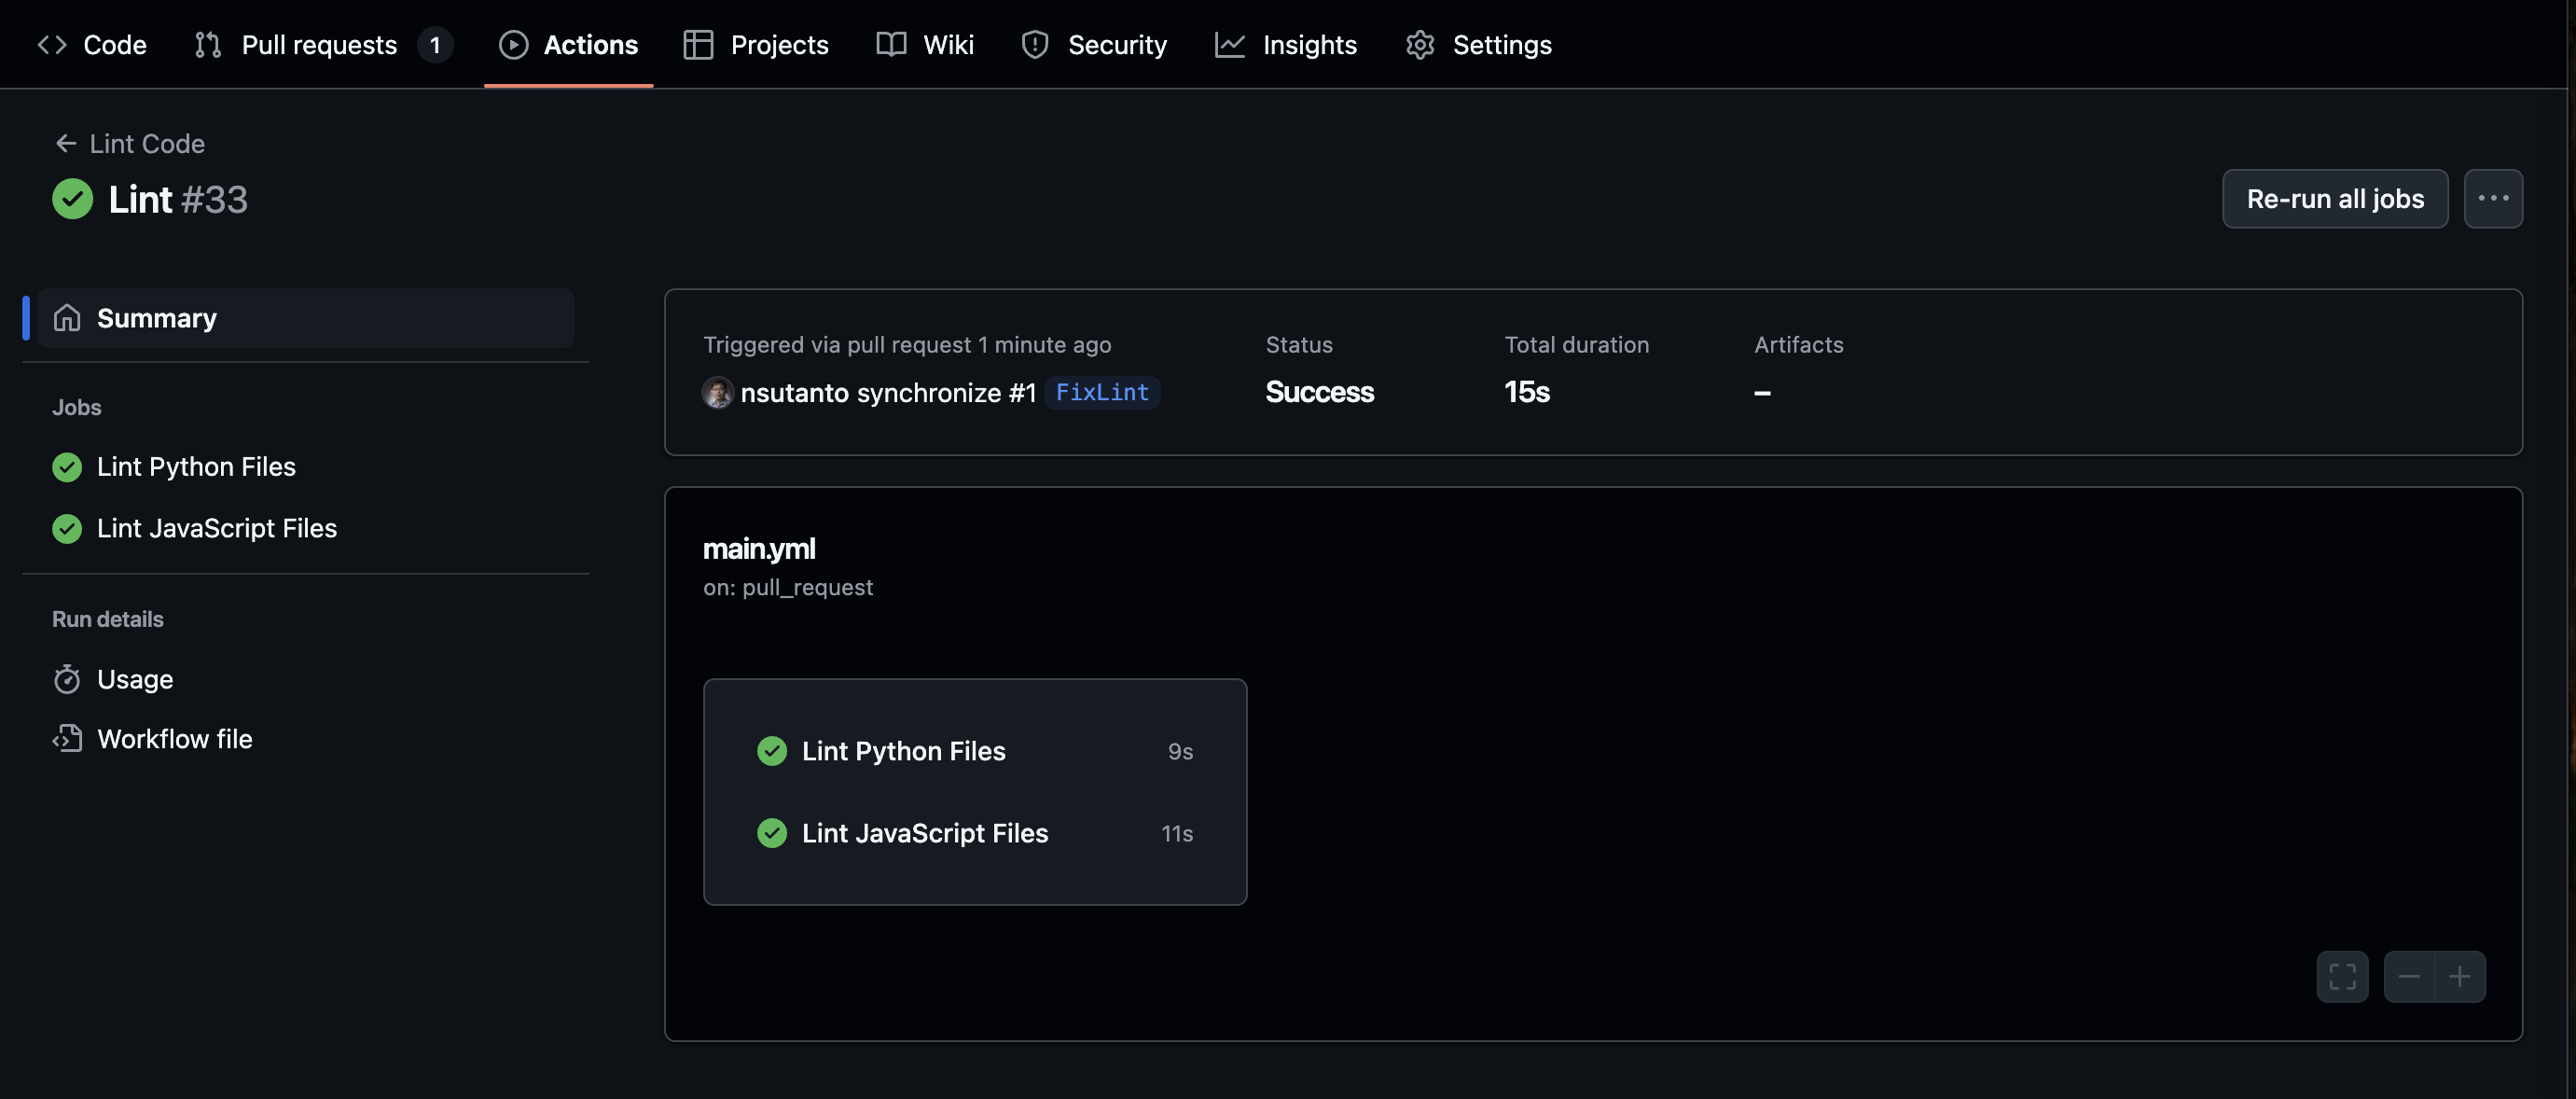 Code Pull requests 1 Actions Projects Wiki Security Insights Settings
Lint Code
Lint #33
Re-run all jobs
Summary
Jobs
Lint Python Files
Lint JavaScript Files
Run details
Usage
Workflow file
Triggered via pull request 1 minute ago
nsutanto synchronize #1 FixLint
Status
Success
Total duration
15s
Artifacts
–
main.yml
on: pull_request
Lint Python Files 9s
Lint JavaScript Files 11s